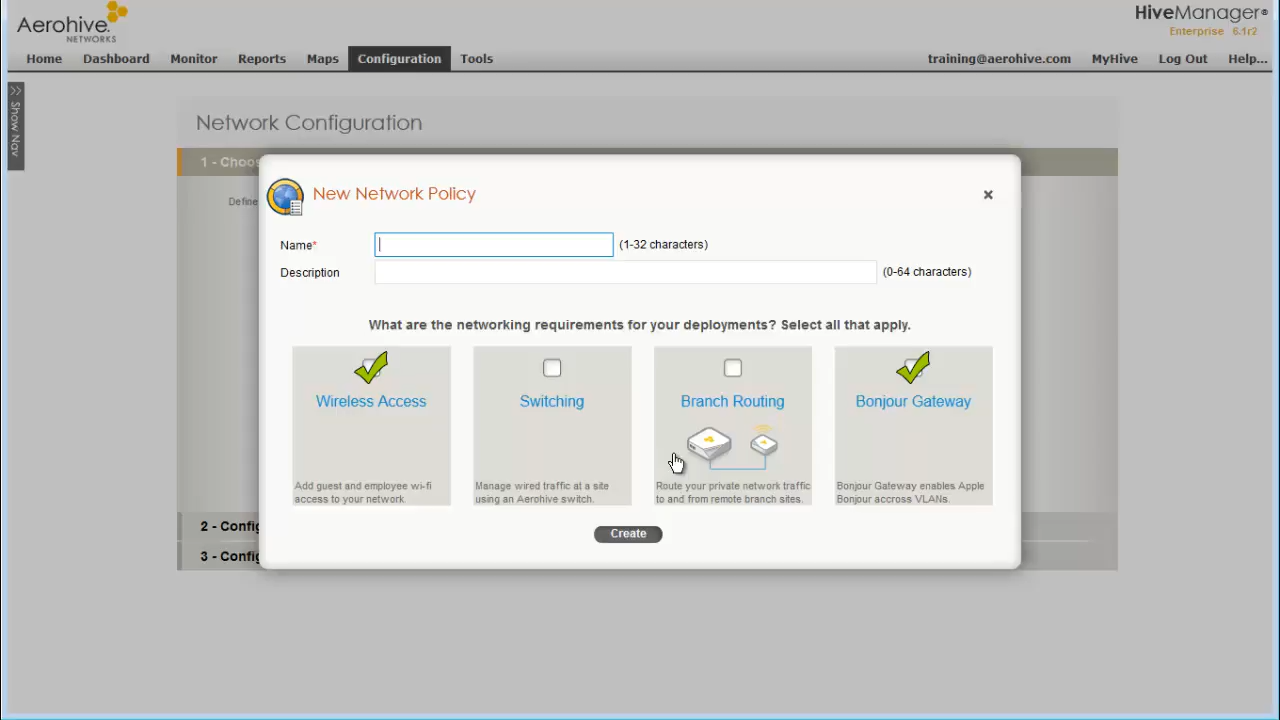 Aerohive
NETWORKS
HiveManager®
Enterprise 6.1r2
Home Dashboard Monitor Reports Maps Configuration Tools training@aerohive.com MyHive Log Out Help...
Show Nav
Network Configuration
1 - Choos
Define
New Network Policy
Name* (1-32 characters)
Description (0-64 characters)
What are the networking requirements for your deployments? Select all that apply.
Wireless Access
Add guest and employee wi-fi
access to your network.
Switching
Manage wired traffic at a site
using an Aerohive switch.
Branch Routing
Route your private network traffic
to and from remote branch sites.
Bonjour Gateway
Bonjour Gateway enables Apple
Bonjour accross VLANs.
Create
2 - Config
3 - Config